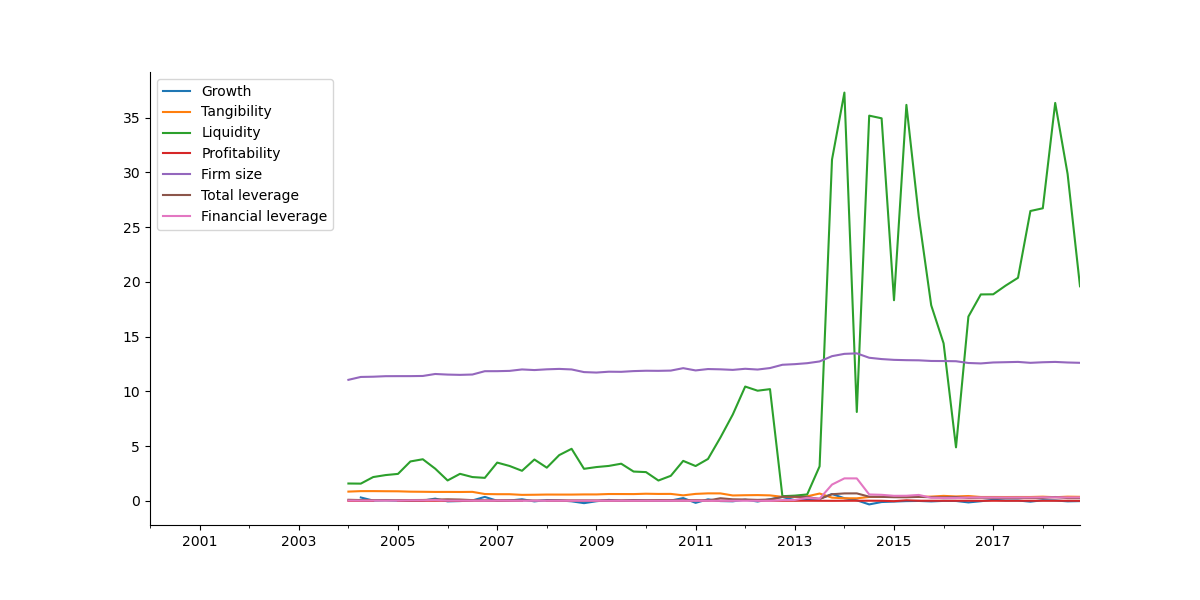 Growth
Tangibility
Liquidity
Profitability
Firm size
Total leverage
Financial leverage
35
30
25
20
15
10
5
0
2001 2003 2005 2007 2009 2011 2013 2015 2017